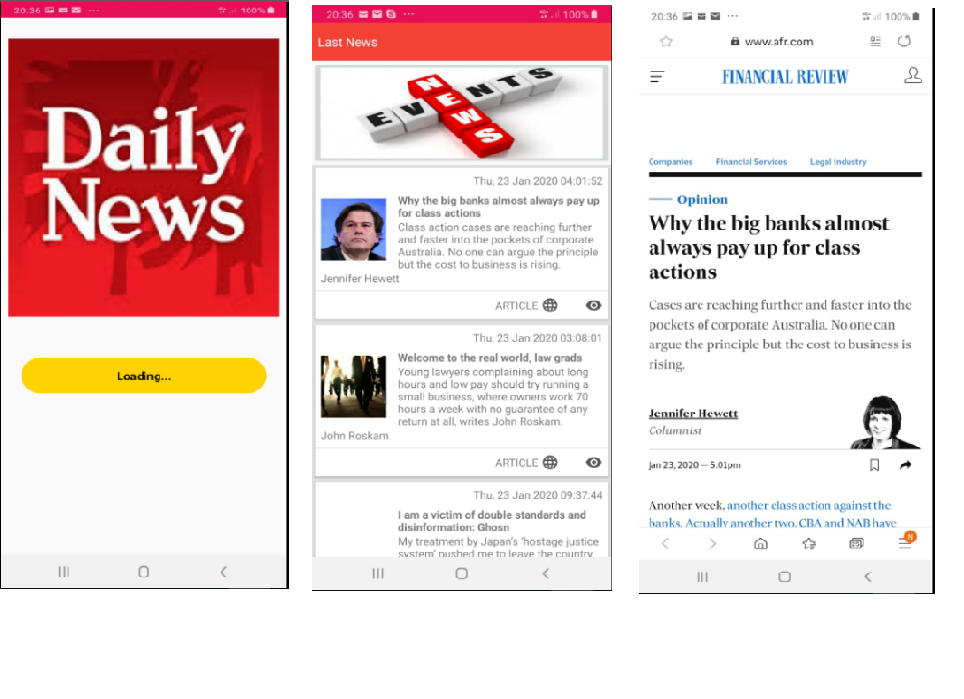 20:36 ... 100%
Daily
News
Loading...
20:36 ... 100%
Last News
EVENTS
NEWS
Thu, 23 Jan 2020 04:01:52
Why the big banks almost always pay up
for class actions
Class action cases are reaching further
and faster into the pockets of corporate
Australia. No one can argue the principle
but the cost to business is rising.
Jennifer Hewett
ARTICLE
Thu, 23 Jan 2020 03:08:01
Welcome to the real world, law grads
Young lawyers complaining about long
hours and low pay should try running a
small business, where owners work 70
hours a week with no guarantee of any
return at all, writes John Roskam.
John Roskam
ARTICLE
Thu, 23 Jan 2020 09:37:44
I am a victim of double standards and
disinformation: Ghosn
My treatment by Japan's 'hostage justice
system' pushed me to leave the country
20:36 ... 100%
www.afr.com
FINANCIAL REVIEW
Companies Financial Services Legal Industry
Opinion
Why the big banks almost
always pay up for class
actions
Cases are reaching further and faster into the
pockets of corporate Australia. No one can
argue the principle but the cost to business is
rising.
Jennifer Hewett
Columnist
Jan 23, 2020 — 5.01pm
Another week, another class action against the
banks. Actually another two. CBA and NAB have
N